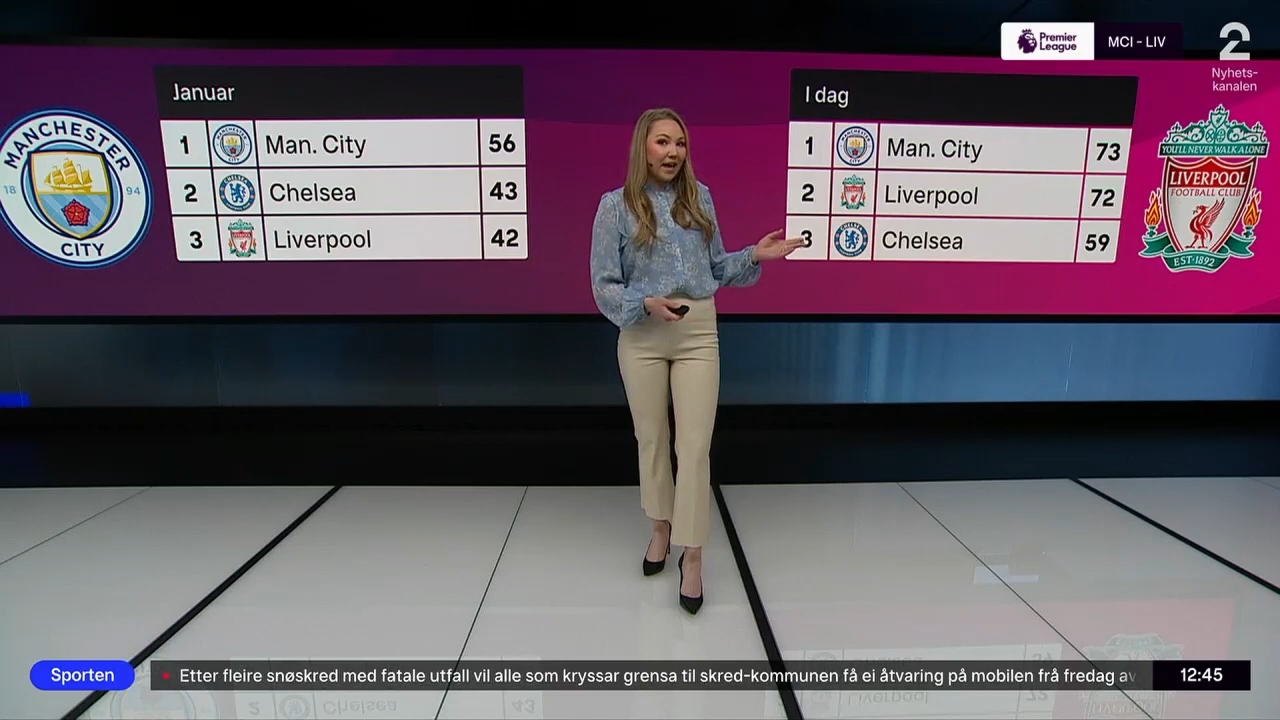 Premier
League
MCI - LIV
2
Nyhets-
kanalen
Januar
1 Man. City 56
2 Chelsea 43
3 Liverpool 42
I dag
1 Man. City 73
2 Liverpool 72
3 Chelsea 59
MANCHESTER
18 94
CITY
YOU'LL NEVER WALK ALONE
LIVERPOOL
FOOTBALL CLUB
EST·1892
Sporten
Etter fleire snøskred med fatale utfall vil alle som kryssar grensa til skred-kommunen få ei åtvaring på mobilen frå fredag av
12:45